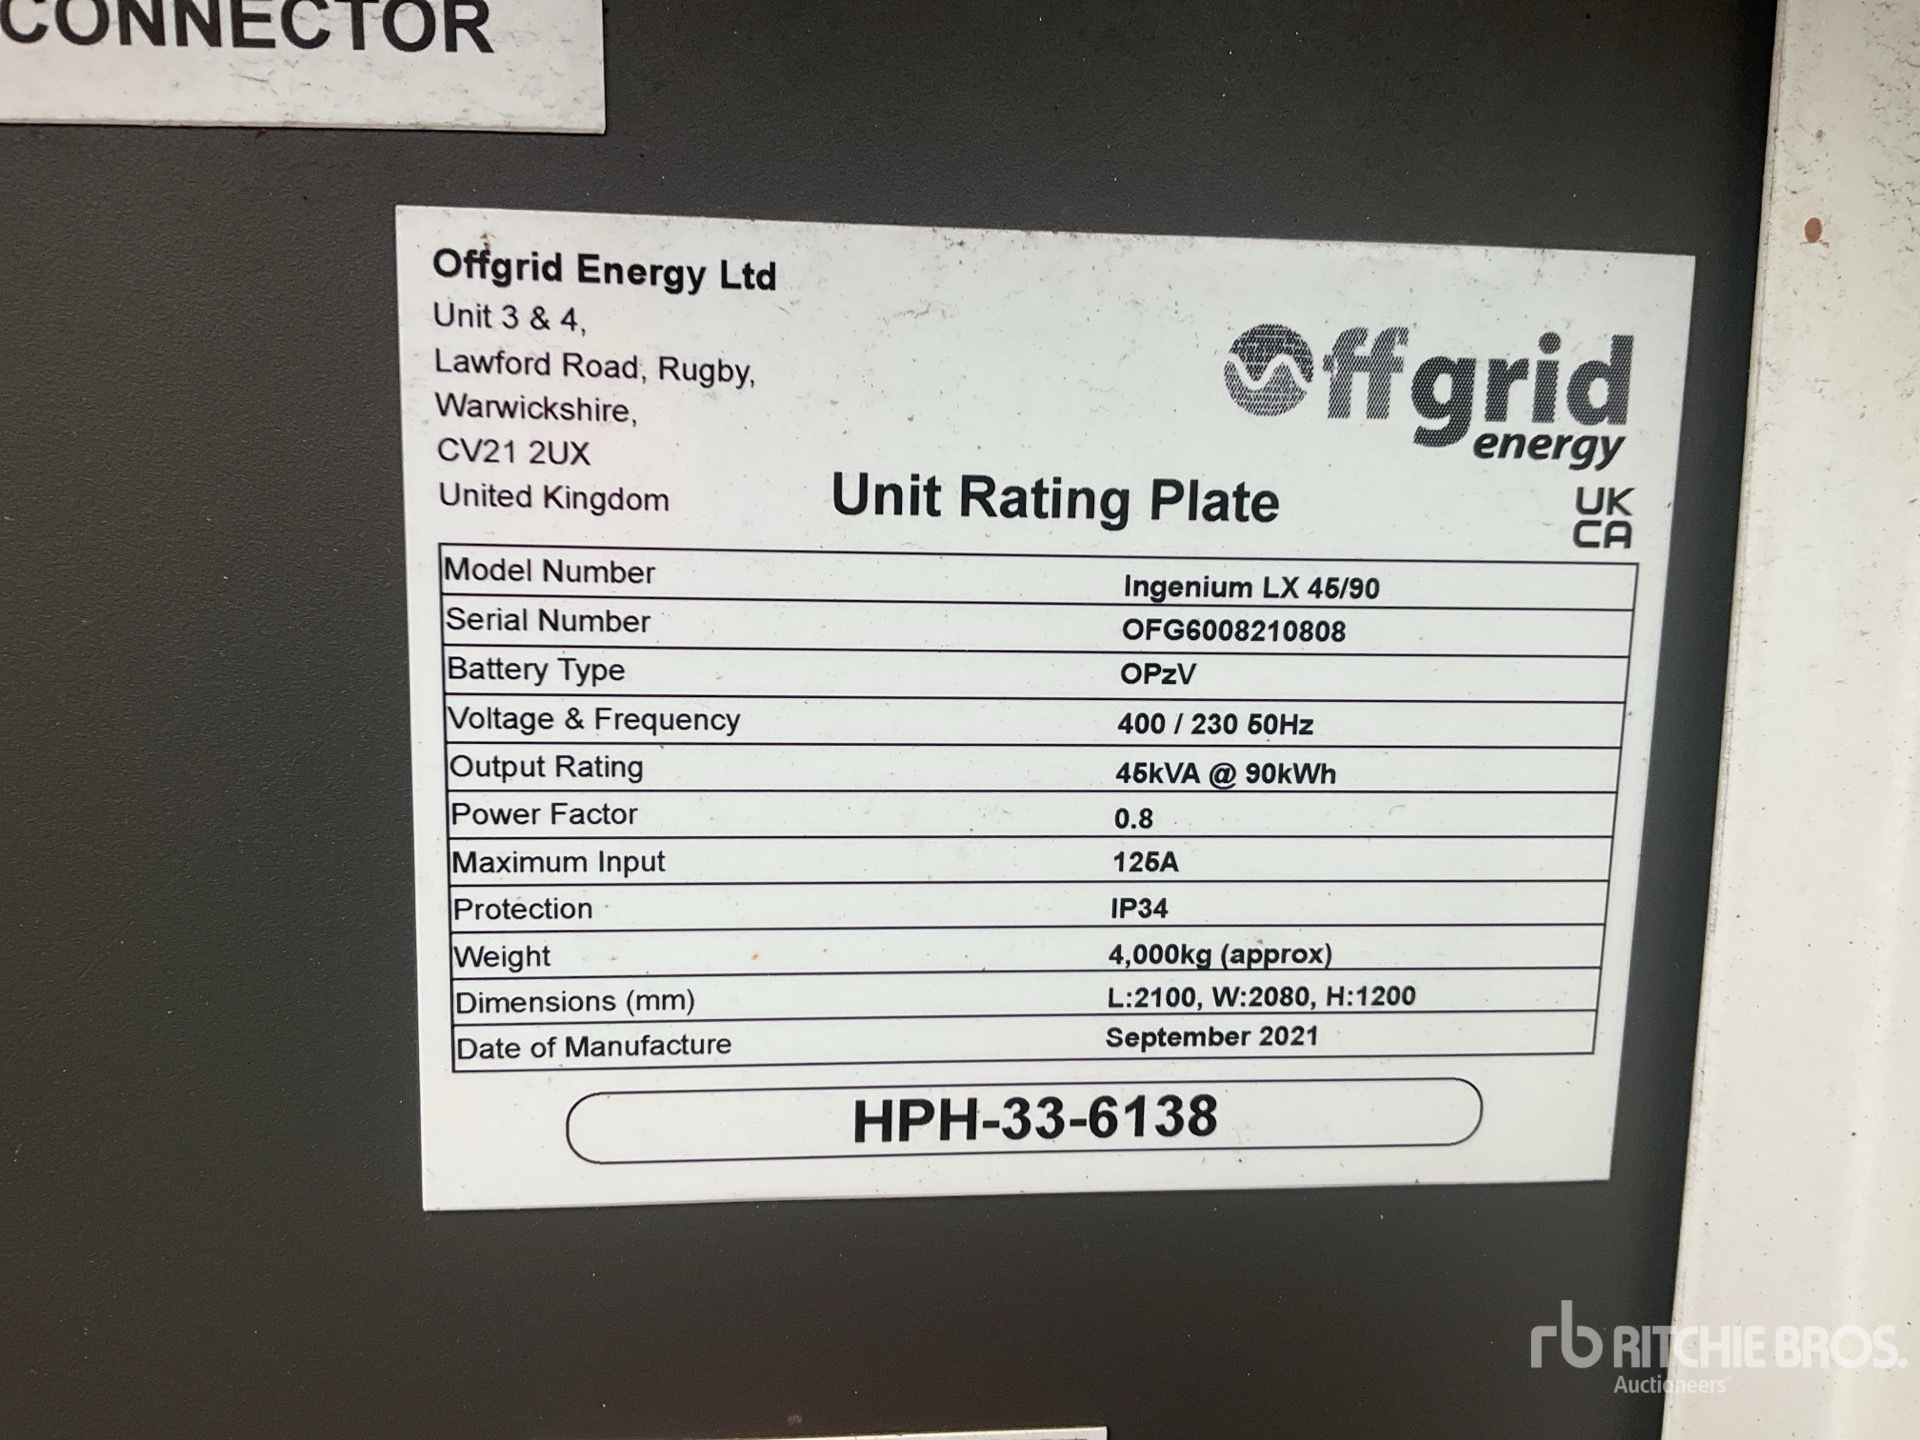 CONNECTOR
Offgrid Energy Ltd
Unit 3 & 4,
Lawford Road, Rugby,
Warwickshire,
CV21 2UX
United Kingdom
Offgrid
energy
Unit Rating Plate
UK
CA
Model Number Ingenium LX 45/90
Serial Number OFG6008210808
Battery Type OPzV
Voltage & Frequency 400 / 230 50Hz
Output Rating 45kVA @ 90kWh
Power Factor 0.8
Maximum Input 125A
Protection IP34
Weight 4,000kg (approx)
Dimensions (mm) L:2100, W:2080, H:1200
Date of Manufacture September 2021
HPH-33-6138
rb RITCHIE BROS.
Auctioneers